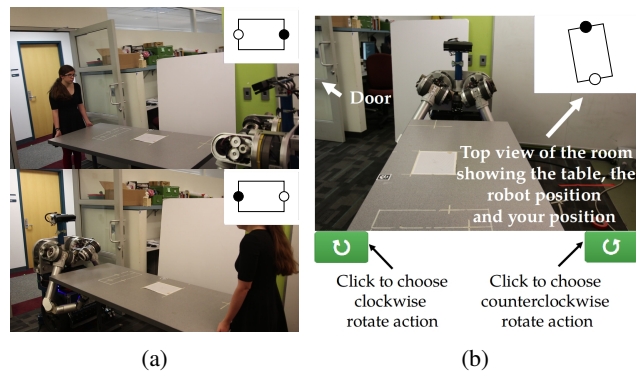 Door
Top view of the room
showing the table, the
robot position
and your position
Click to choose
clockwise
rotate action
Click to choose
counterclockwise
rotate action
(a)
(b)